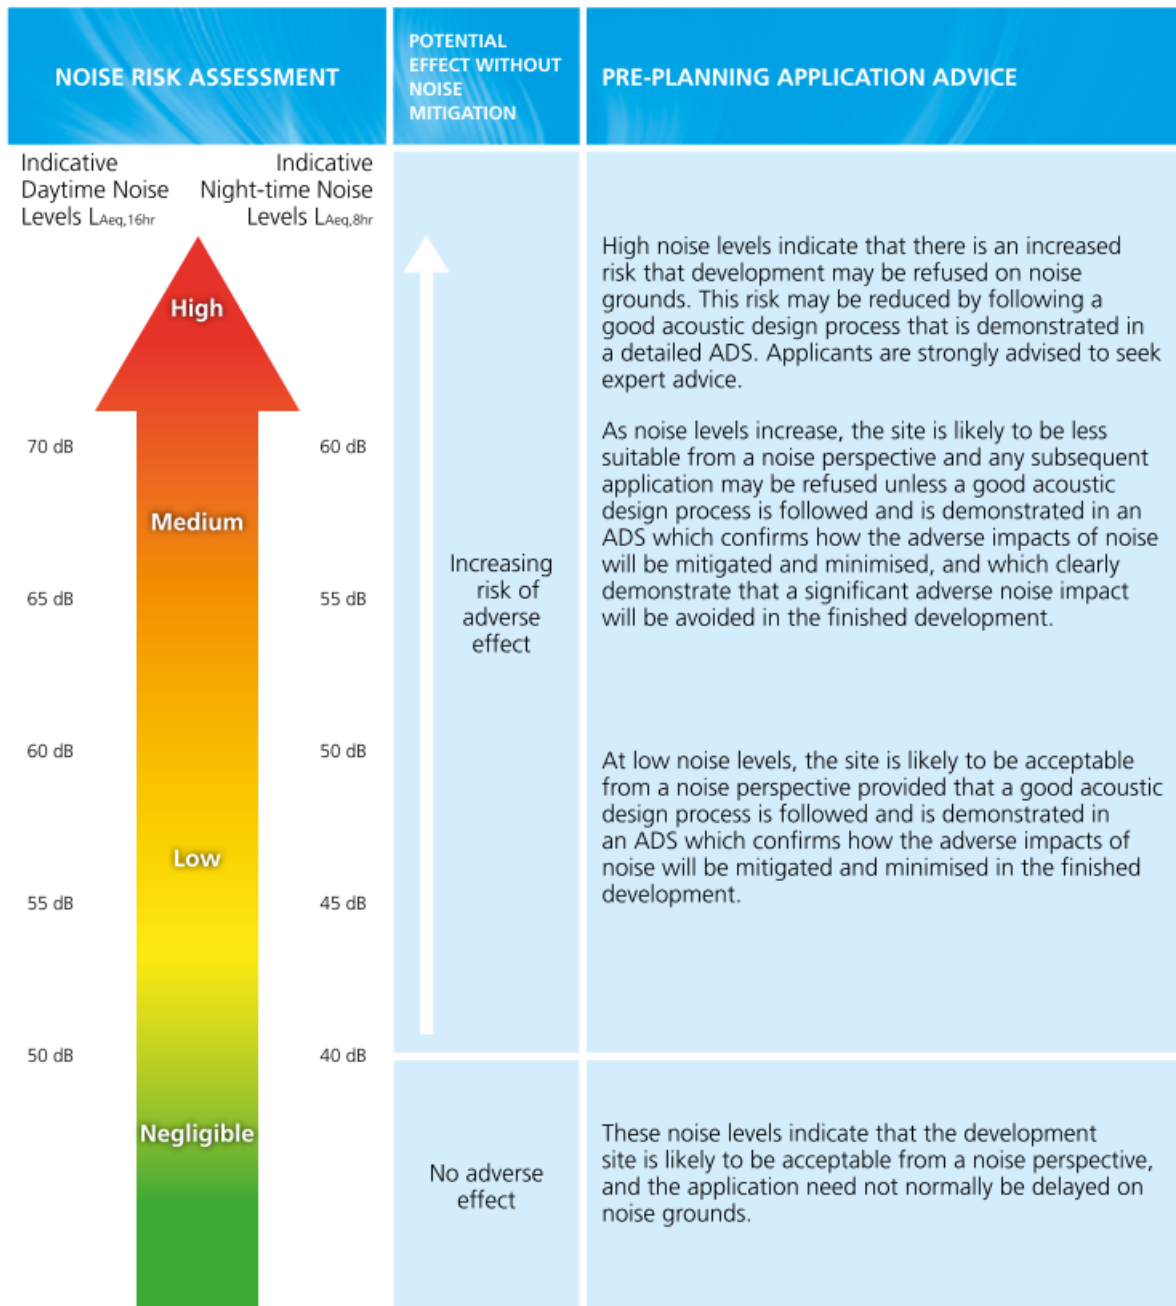 NOISE RISK ASSESSMENT
POTENTIAL
EFFECT WITHOUT
NOISE
MITIGATION
PRE-PLANNING APPLICATION ADVICE
Indicative
Daytime Noise
Levels LAeq,16hr
Indicative
Night-time Noise
Levels LAeq,8hr
High
70 dB
60 dB
Medium
65 dB
55 dB
60 dB
50 dB
Low
55 dB
45 dB
50 dB
40 dB
Negligible
Increasing
risk of
adverse
effect
No adverse
effect
High noise levels indicate that there is an increased
risk that development may be refused on noise
grounds. This risk may be reduced by following a
good acoustic design process that is demonstrated in
a detailed ADS. Applicants are strongly advised to seek
expert advice.
As noise levels increase, the site is likely to be less
suitable from a noise perspective and any subsequent
application may be refused unless a good acoustic
design process is followed and is demonstrated in an
ADS which confirms how the adverse impacts of noise
will be mitigated and minimised, and which clearly
demonstrate that a significant adverse noise impact
will be avoided in the finished development.
At low noise levels, the site is likely to be acceptable
from a noise perspective provided that a good acoustic
design process is followed and is demonstrated in
an ADS which confirms how the adverse impacts of
noise will be mitigated and minimised in the finished
development.
These noise levels indicate that the development
site is likely to be acceptable from a noise perspective,
and the application need not normally be delayed on
noise grounds.